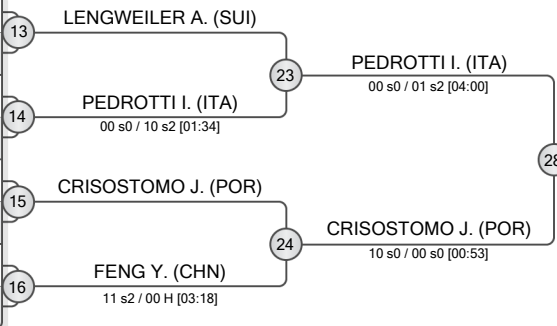 13
LENGWEILER A. (SUI)
23
PEDROTTI I. (ITA)
00 s0 / 01 s2 [04:00]
14
PEDROTTI I. (ITA)
00 s0 / 10 s2 [01:34]
28
15
CRISOSTOMO J. (POR)
24
CRISOSTOMO J. (POR)
10 s0 / 00 s0 [00:53]
16
FENG Y. (CHN)
11 s2 / 00 H [03:18]